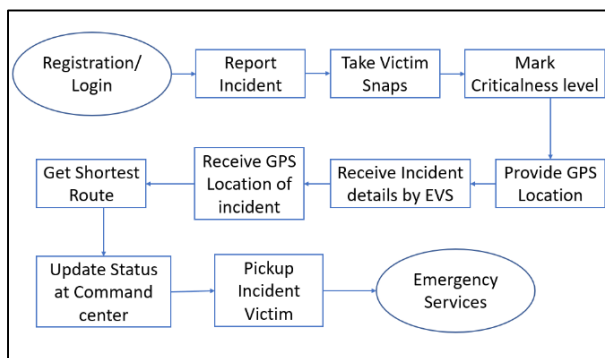 Registration/
Login
Report
Incident
Take Victim
Snaps
Mark
Criticalness level
Provide GPS
Location
Receive Incident
details by EVS
Receive GPS
Location of
incident
Get Shortest
Route
Update Status
at Command
center
Pickup
Incident
Victim
Emergency
Services